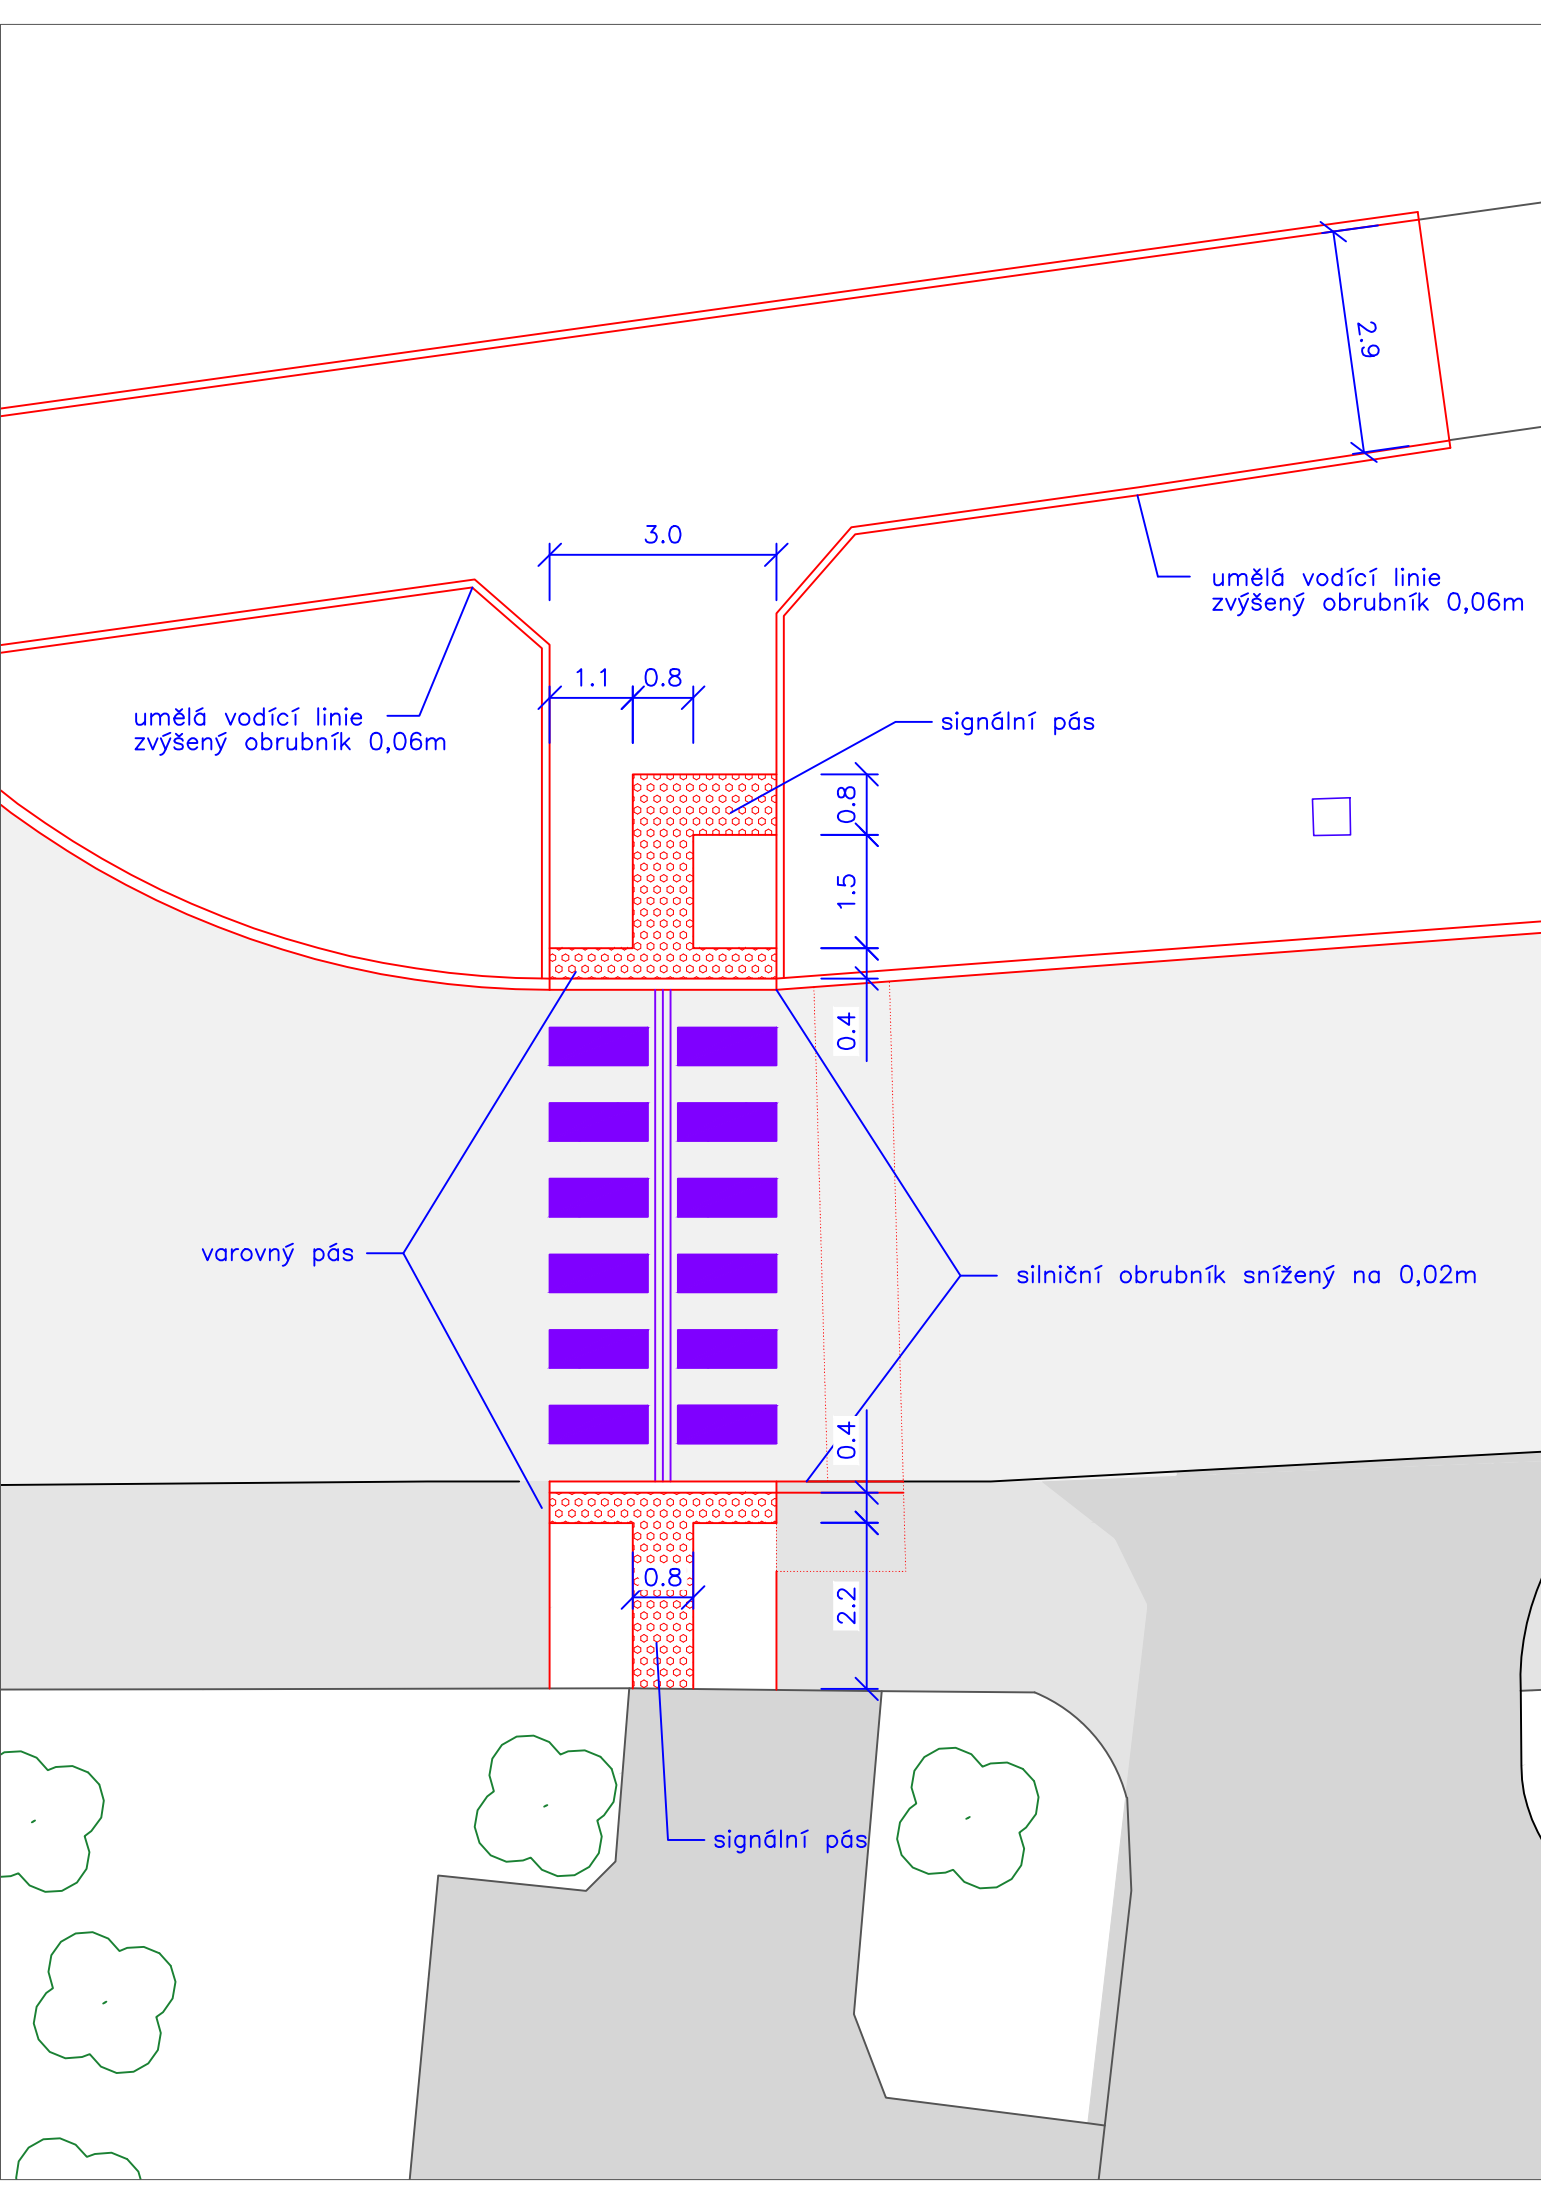 2.9
3.0
umělá vodící linie
zvýšený obrubník 0,06m
1.1
0.8
umělá vodící linie
zvýšený obrubník 0,06m
signální pás
0.8
1.5
0.4
varovný pás
silniční obrubník snížený na 0,02m
0.4
0.8
2.2
signální pás